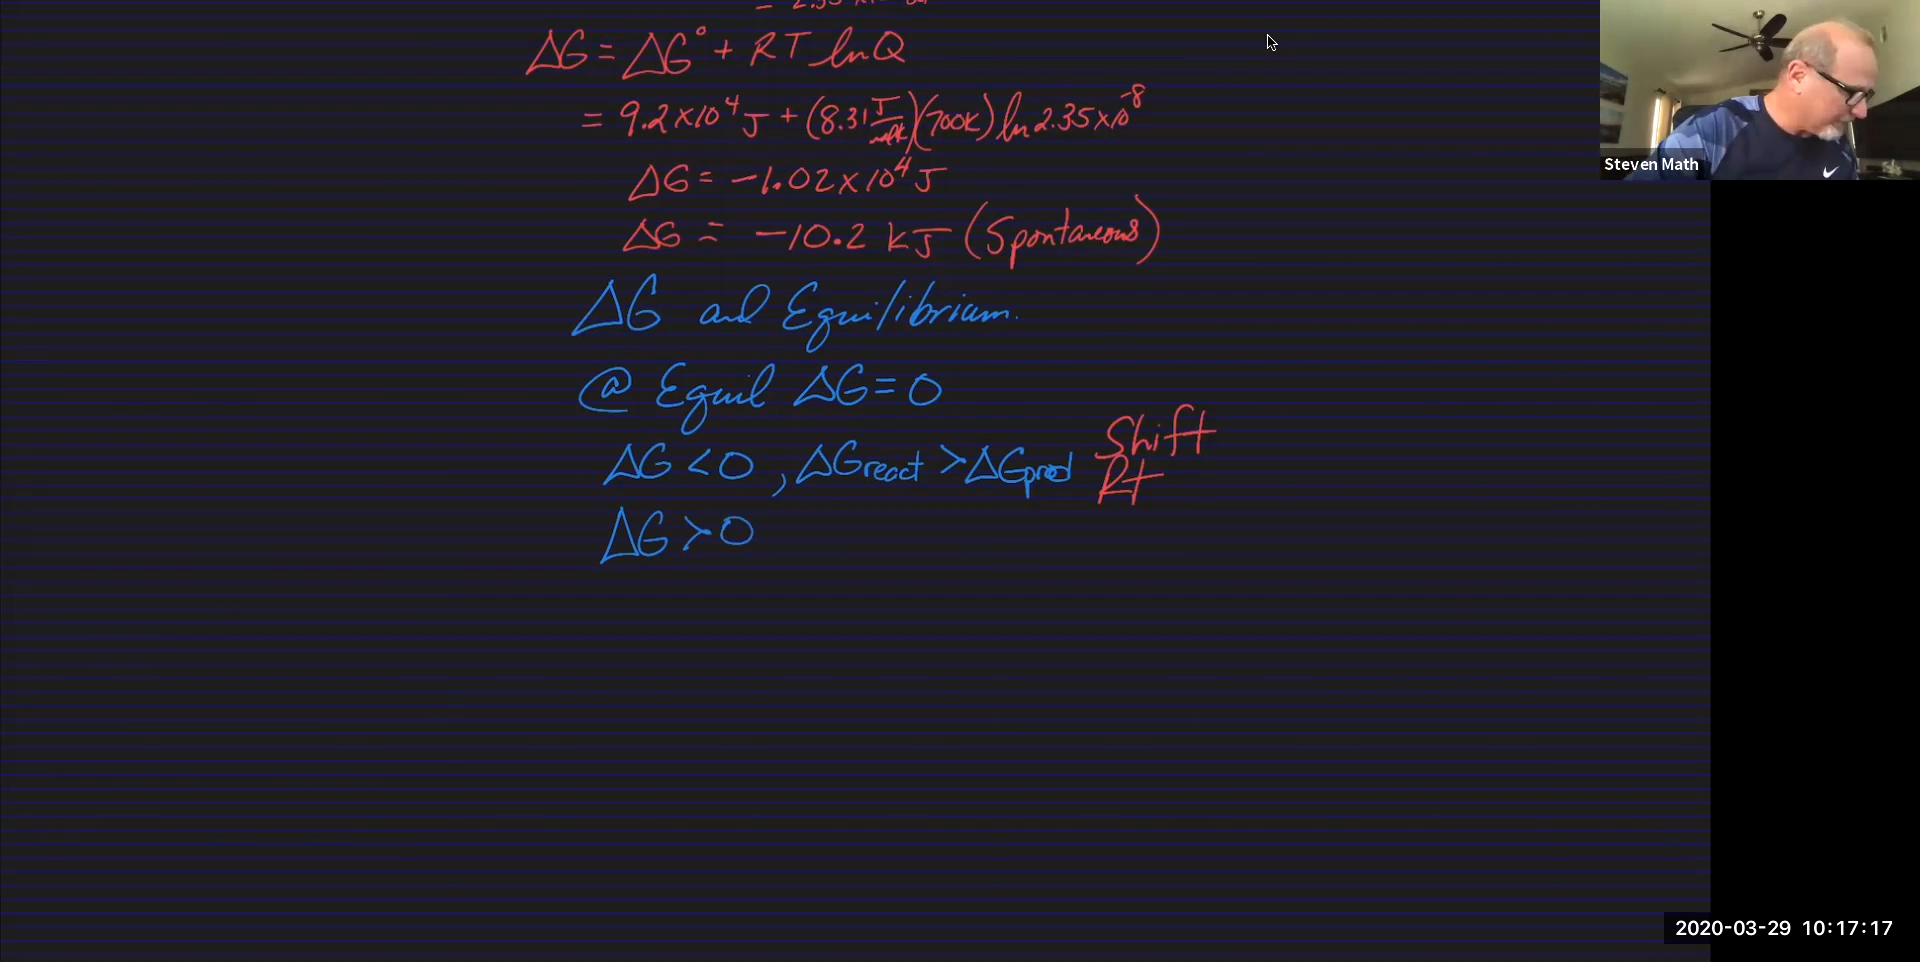 ΔG = ΔG° + RT ln Q
= 9.2 x 10⁴ J + (8.31 J/molK)(700K) ln 2.35 x 10⁻⁸
ΔG = -1.02 x 10⁴ J
ΔG = -10.2 kJ (Spontaneous)
ΔG and Equilibrium.
@ Equil ΔG = 0
ΔG < 0, ΔGreact > ΔGprod Shift Rt
ΔG > 0
Steven Math
2020-03-29 10:17:17